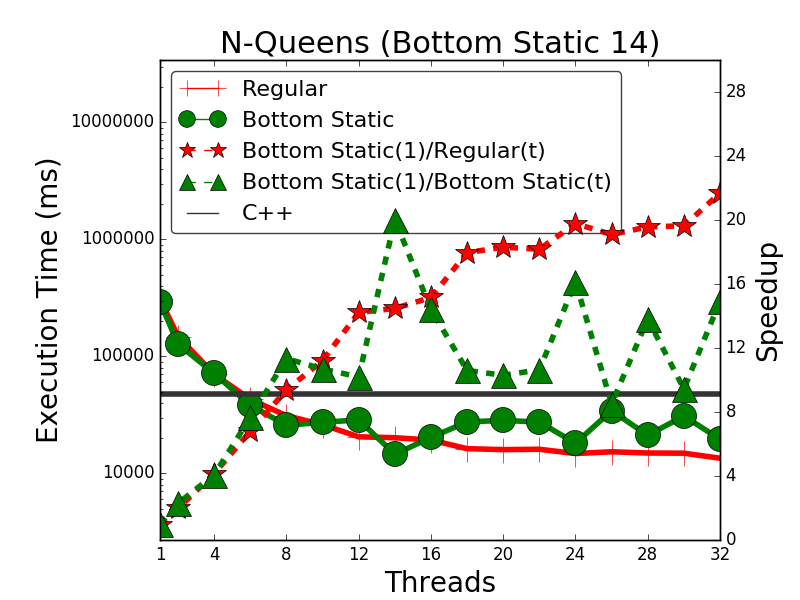 N-Queens (Bottom Static 14)
Regular
Bottom Static
Bottom Static(1)/Regular(t)
Bottom Static(1)/Bottom Static(t)
C++
Execution Time (ms)
10000000
1000000
100000
10000
Speedup
28
24
20
16
12
8
4
0
1 4 8 12 16 20 24 28 32
Threads